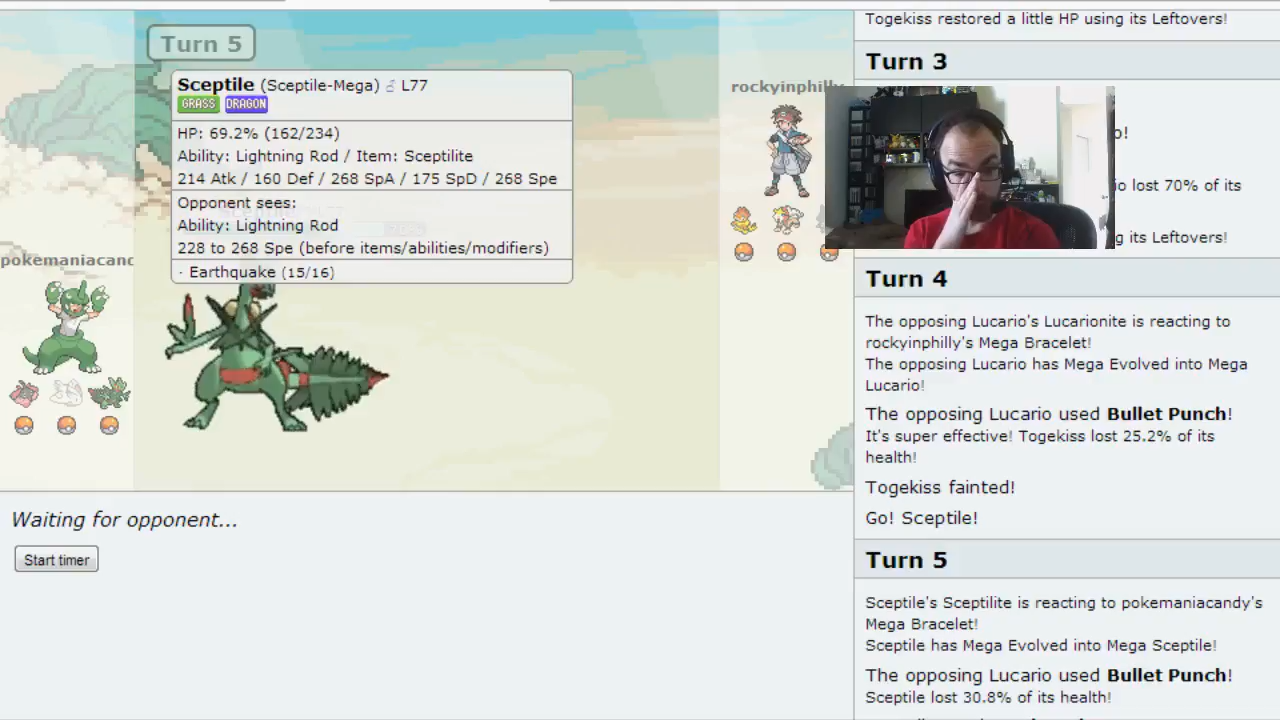 Turn 5
Sceptile (Sceptile-Mega) ♂ L77
GRASS DRAGON
HP: 69.2% (162/234)
Ability: Lightning Rod / Item: Sceptilite
214 Atk / 160 Def / 268 SpA / 175 SpD / 268 Spe
Opponent sees:
Ability: Lightning Rod
228 to 268 Spe (before items/abilities/modifiers)
· Earthquake (15/16)
pokemaniacand
rockyinphilly
Waiting for opponent...
Start timer
Togekiss restored a little HP using its Leftovers!
Turn 3
o!
io lost 70% of its
g its Leftovers!
Turn 4
The opposing Lucario's Lucarionite is reacting to
rockyinphilly's Mega Bracelet!
The opposing Lucario has Mega Evolved into Mega
Lucario!
The opposing Lucario used Bullet Punch!
It's super effective! Togekiss lost 25.2% of its
health!
Togekiss fainted!
Go! Sceptile!
Turn 5
Sceptile's Sceptilite is reacting to pokemaniacandy's
Mega Bracelet!
Sceptile has Mega Evolved into Mega Sceptile!
The opposing Lucario used Bullet Punch!
Sceptile lost 30.8% of its health!